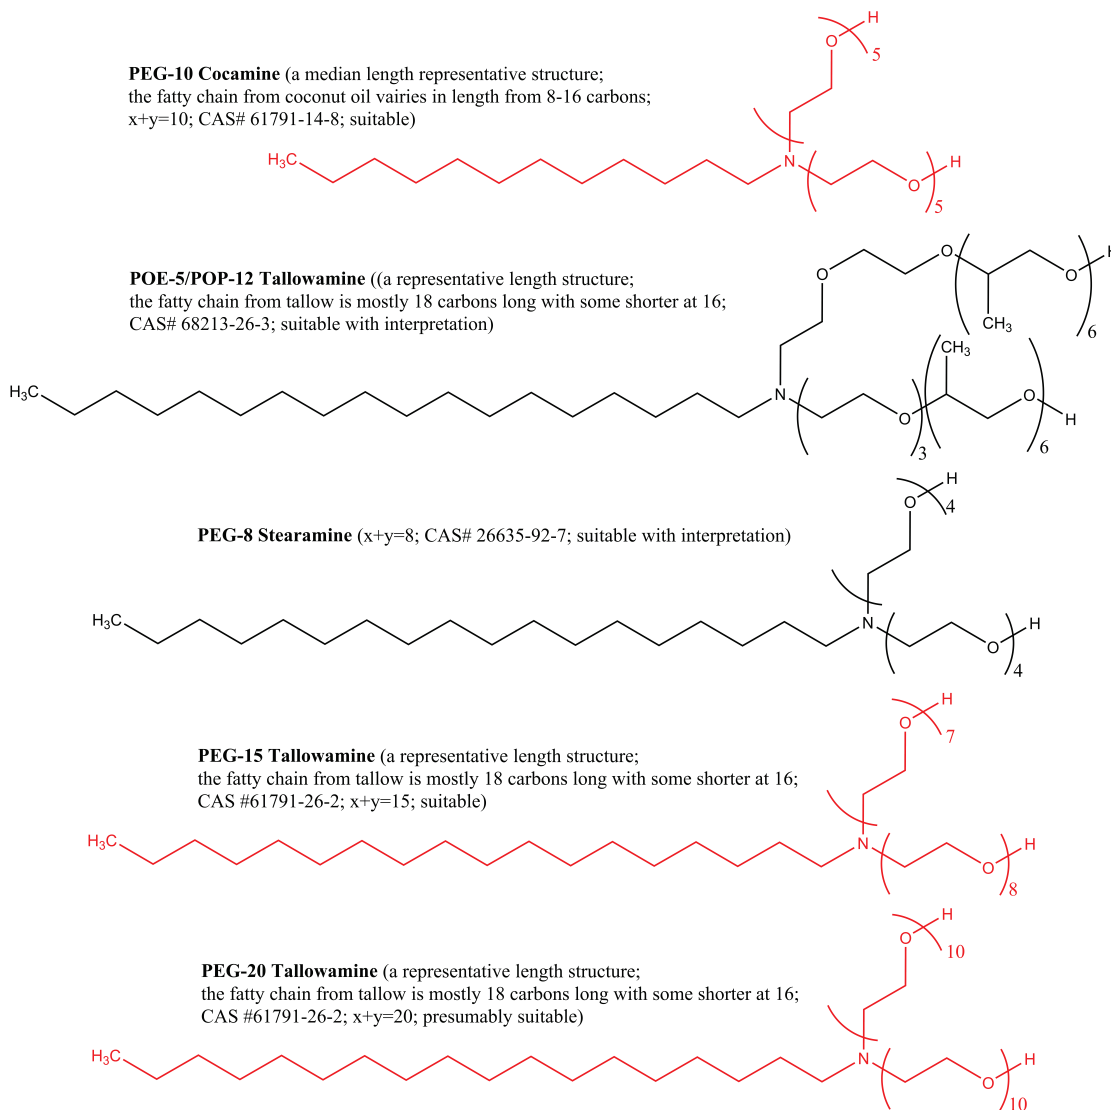 H
O
5
PEG-10 Cocamine (a median length representative structure;
the fatty chain from coconut oil vairies in length from 8-16 carbons;
x+y=10; CAS# 61791-14-8; suitable)
H₃C
N
O
H
5
POE-5/POP-12 Tallowamine ((a representative length structure;
the fatty chain from tallow is mostly 18 carbons long with some shorter at 16;
CAS# 68213-26-3; suitable with interpretation)
O
O
O
H
CH₃
6
H₃C
N
O
3
CH₃
O
H
6
PEG-8 Stearamine (x+y=8; CAS# 26635-92-7; suitable with interpretation)
H
O
4
H₃C
N
O
H
4
PEG-15 Tallowamine (a representative length structure;
the fatty chain from tallow is mostly 18 carbons long with some shorter at 16;
CAS #61791-26-2; x+y=15; suitable)
H
O
7
H₃C
N
O
H
8
PEG-20 Tallowamine (a representative length structure;
the fatty chain from tallow is mostly 18 carbons long with some shorter at 16;
CAS #61791-26-2; x+y=20; presumably suitable)
H
O
10
H₃C
N
O
H
10